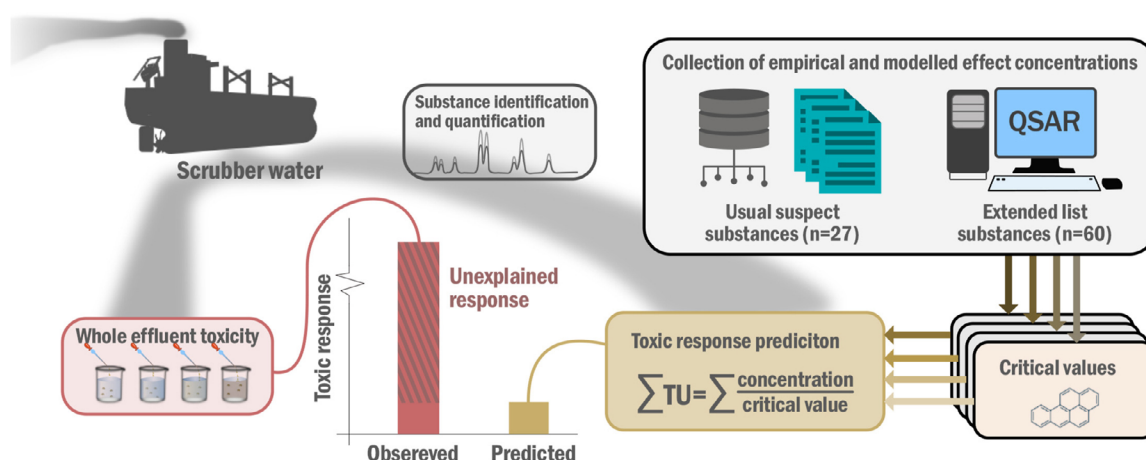 Collection of empirical and modelled effect concentrations
QSAR
Usual suspect
substances (n=27)
Extended list
substances (n=60)
Substance identification
and quantification
Scrubber water
Whole effluent toxicity
Toxic response
Unexplained
response
Obsereved
Predicted
Toxic response prediciton
∑TU=∑ concentration
critical value
Critical values